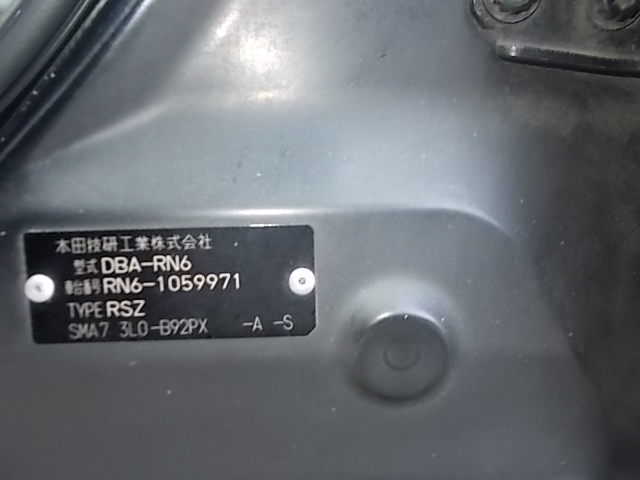 本田技研工業株式会社
型式 DBA-RN6
車台番号 RN6-1059971
TYPE RSZ
SMA7 3L0-B92PX -A -S